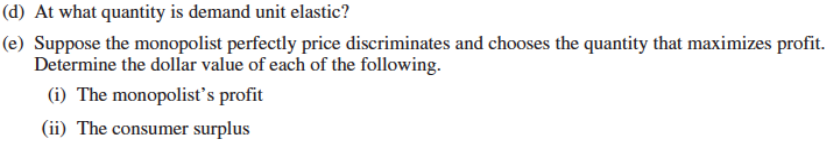 (d) At what quantity is demand unit elastic?
(e) Suppose the monopolist perfectly price discriminates and chooses the quantity that maximizes profit.
Determine the dollar value of each of the following.
(i) The monopolist's profit
(ii) The consumer surplus